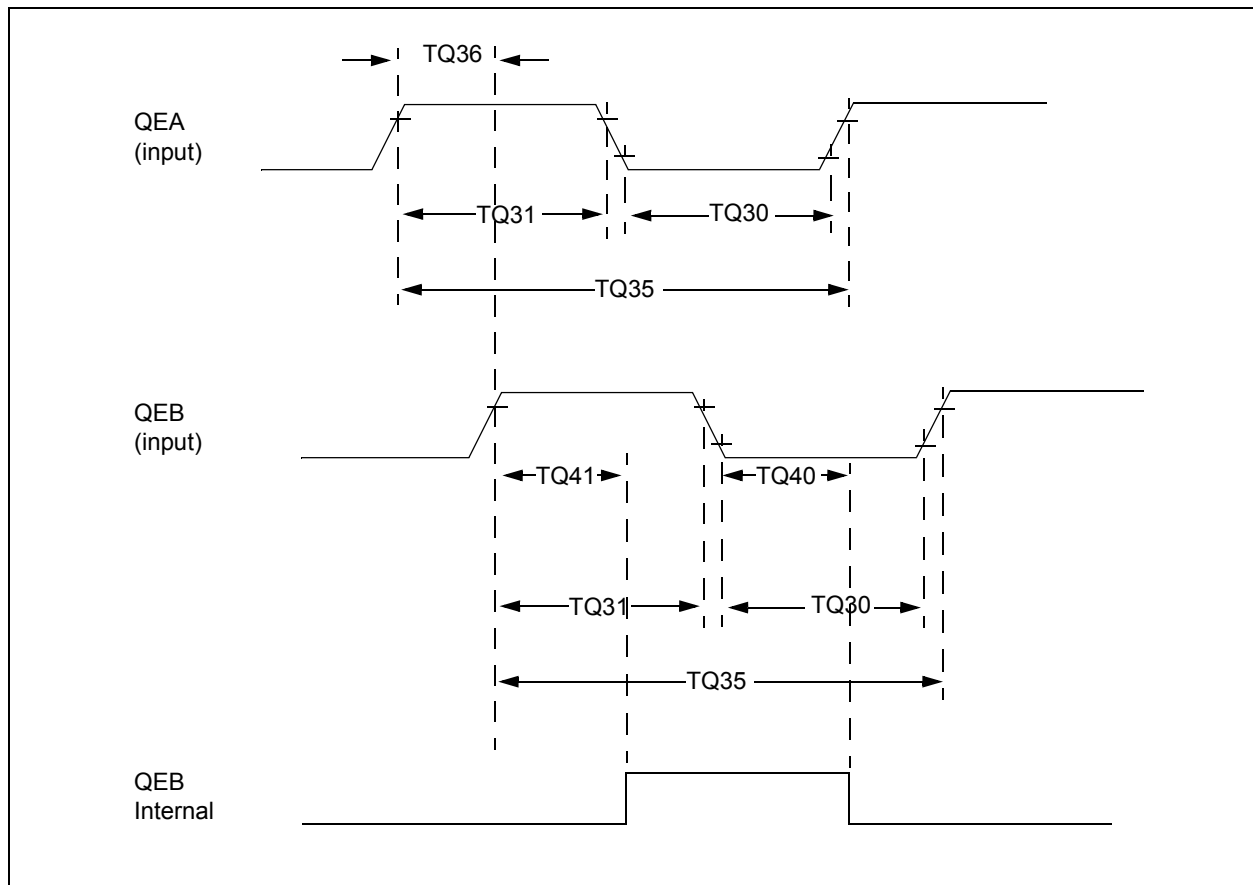 TQ36
QEA
(input)
TQ31
TQ30
TQ35
QEB
(input)
TQ41
TQ40
TQ31
TQ30
TQ35
QEB
Internal